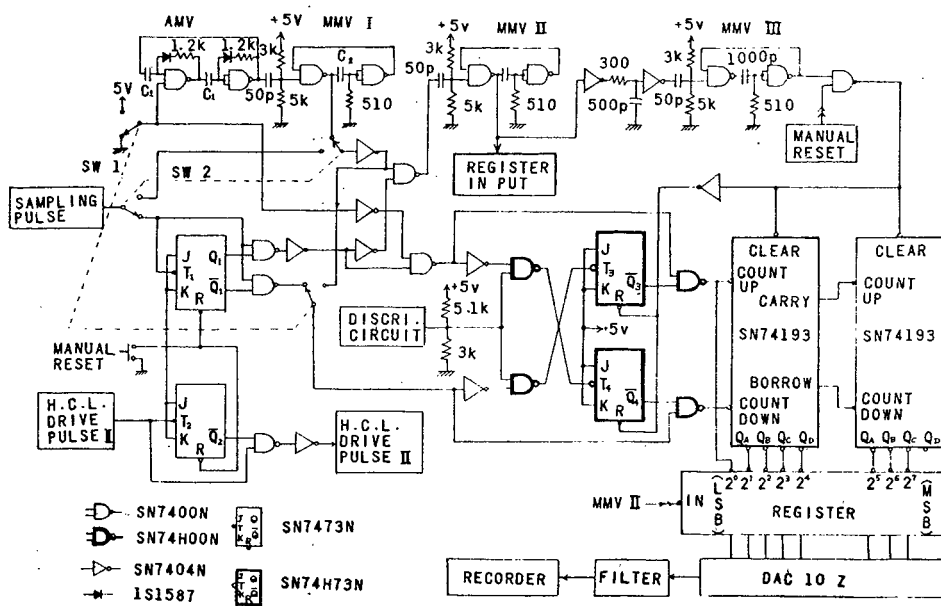 AMV
MMV I
MMV II
MMV III
+5V
+5v
+5v
1.2k
1.2k
3k
C2
3k
3k
1000p
5V
C1
50p
5k
510
50p
5k
510
300
500p
50p
5k
510
SW 1
SW 2
REGISTER
IN PUT
MANUAL
RESET
SAMPLING
PULSE
J
T1
K
R
Q1
Q̅1
+5v
5.1k
3k
DISCRI.
CIRCUIT
J
T3
K
R
Q̅3
+5v
J
T4
K
R
Q̅4
CLEAR
COUNT
UP
CARRY
SN74193
BORROW
COUNT
DOWN
QA QB QC QD
CLEAR
COUNT
UP
SN74193
COUNT
DOWN
QA QB QC QD
MANUAL
RESET
H.C.L.
DRIVE
PULSE II
J
T2
K
R
Q̅2
H.C.L.
DRIVE
PULSE II
2⁰ 2¹ 2² 2³ 2⁴ 2⁵ 2⁶ 2⁷
MMV II
IN
(LSB)
REGISTER
(MSB)
SN7400N
SN74H00N
SN7404N
1S1587
J Q
T
K Q̅
R
SN7473N
J Q
T
K Q̅
R
SN74H73N
RECORDER
FILTER
DAC 10 Z